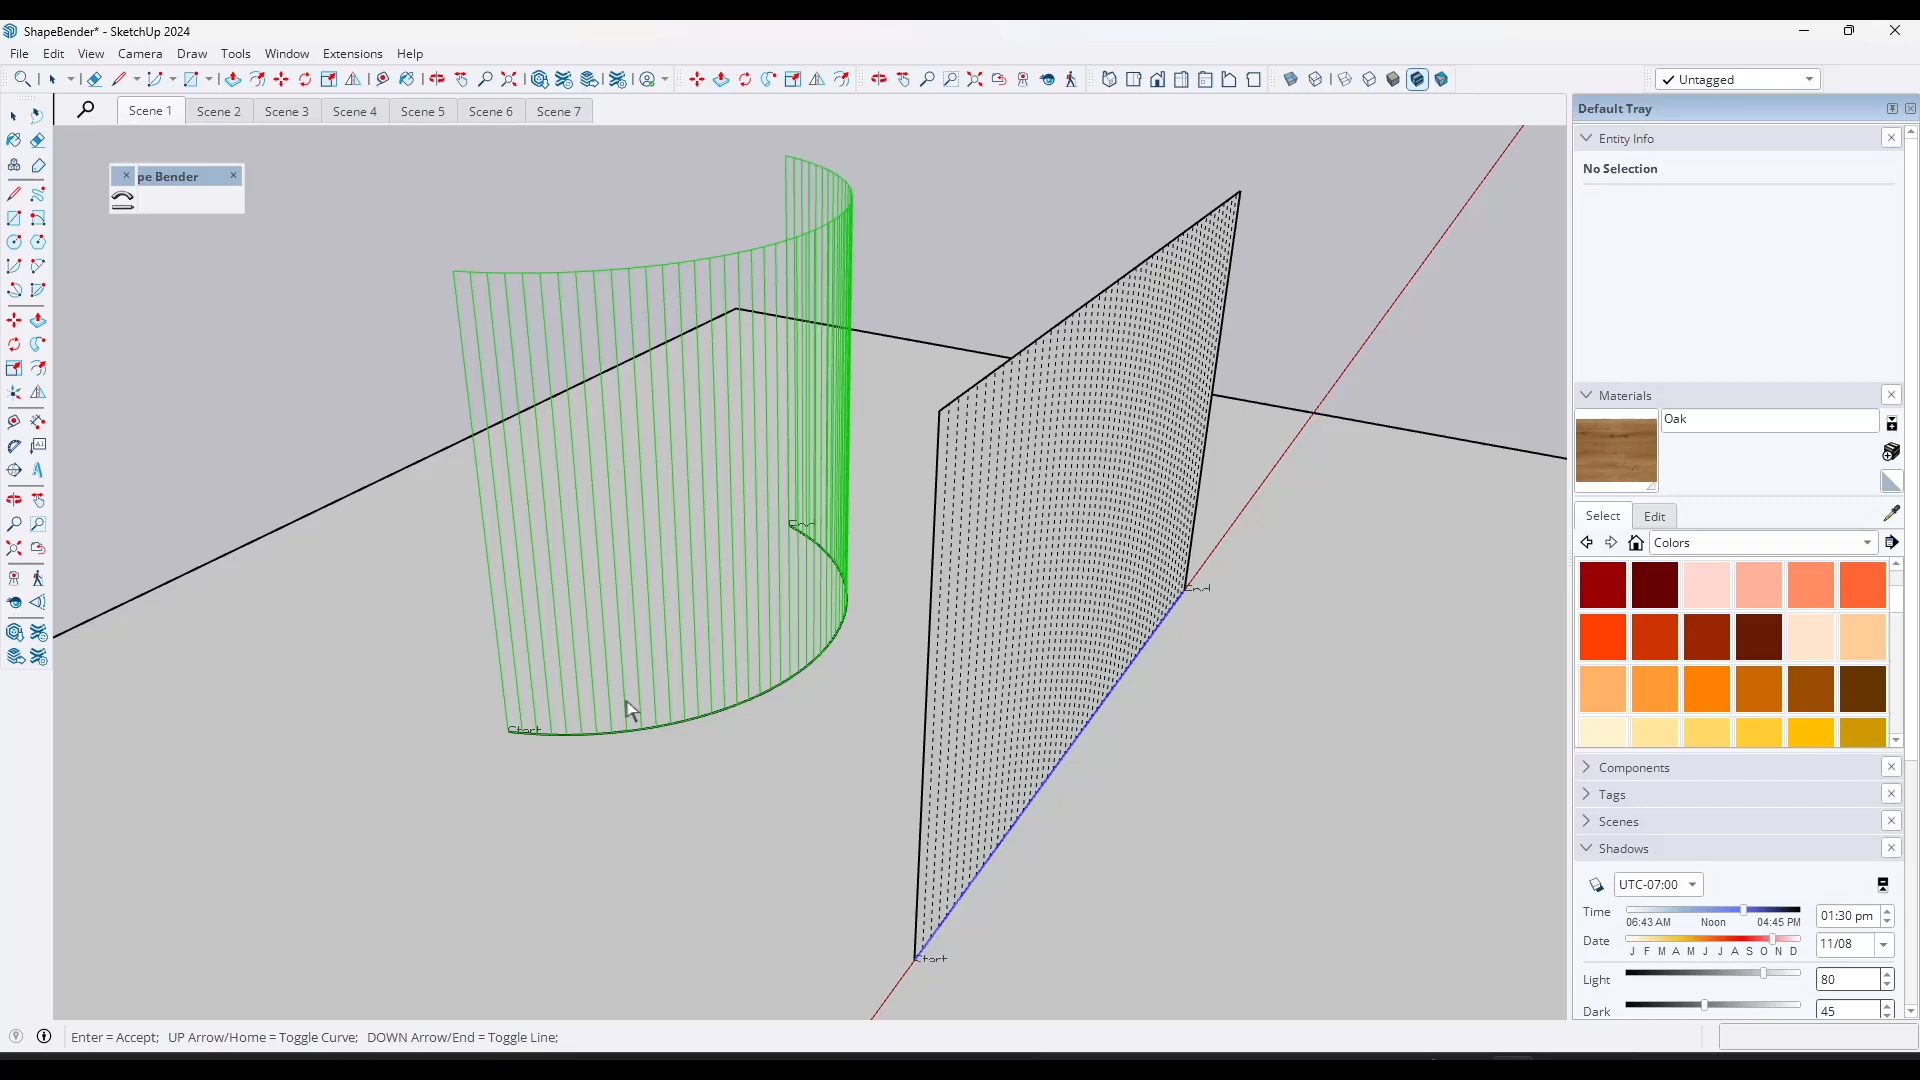 ShapeBender* - SketchUp 2024
File Edit View Camera Draw Tools Window Extensions Help
Untagged
Scene 1 Scene 2 Scene 3 Scene 4 Scene 5 Scene 6 Scene 7
Default Tray
Entity Info
No Selection
pe Bender
Materials
Oak
Select Edit
Colors
End
Start
End
Start
Components
Tags
Scenes
Shadows
UTC-07:00
Time 06:43 AM Noon 04:45 PM 01:30 pm
Date J F M A M J J A S O N D 11/08
Light 80
Dark 45
Enter = Accept; UP Arrow/Home = Toggle Curve; DOWN Arrow/End = Toggle Line;